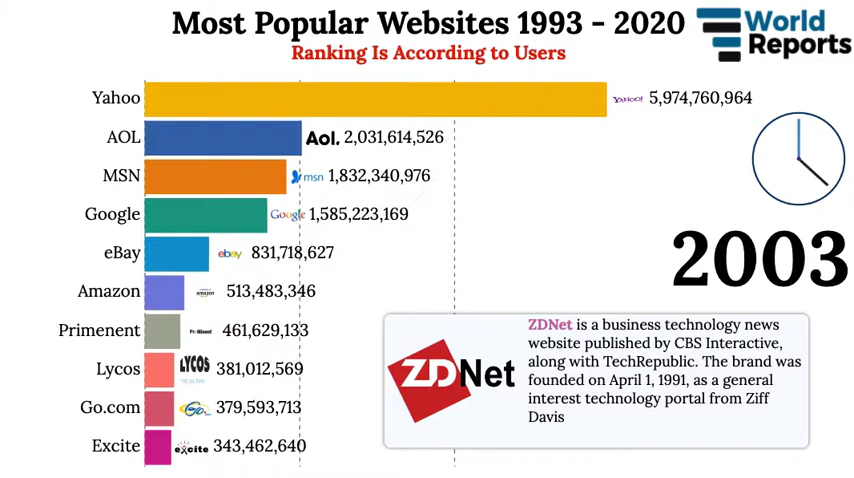 Most Popular Websites 1993 - 2020
Ranking Is According to Users
World
Reports
Yahoo YAHOO! 5,974,760,964
AOL Aol. 2,031,614,526
MSN msn 1,832,340,976
Google Google 1,585,223,169
eBay ebay 831,718,627
Amazon amazon 513,483,346
Primenent 461,629,133
Lycos LYCOS 381,012,569
Go.com 379,593,713
Excite excite 343,462,640
2003
ZDNet
ZDNet is a business technology news
website published by CBS Interactive,
along with TechRepublic. The brand was
founded on April 1, 1991, as a general
interest technology portal from Ziff
Davis